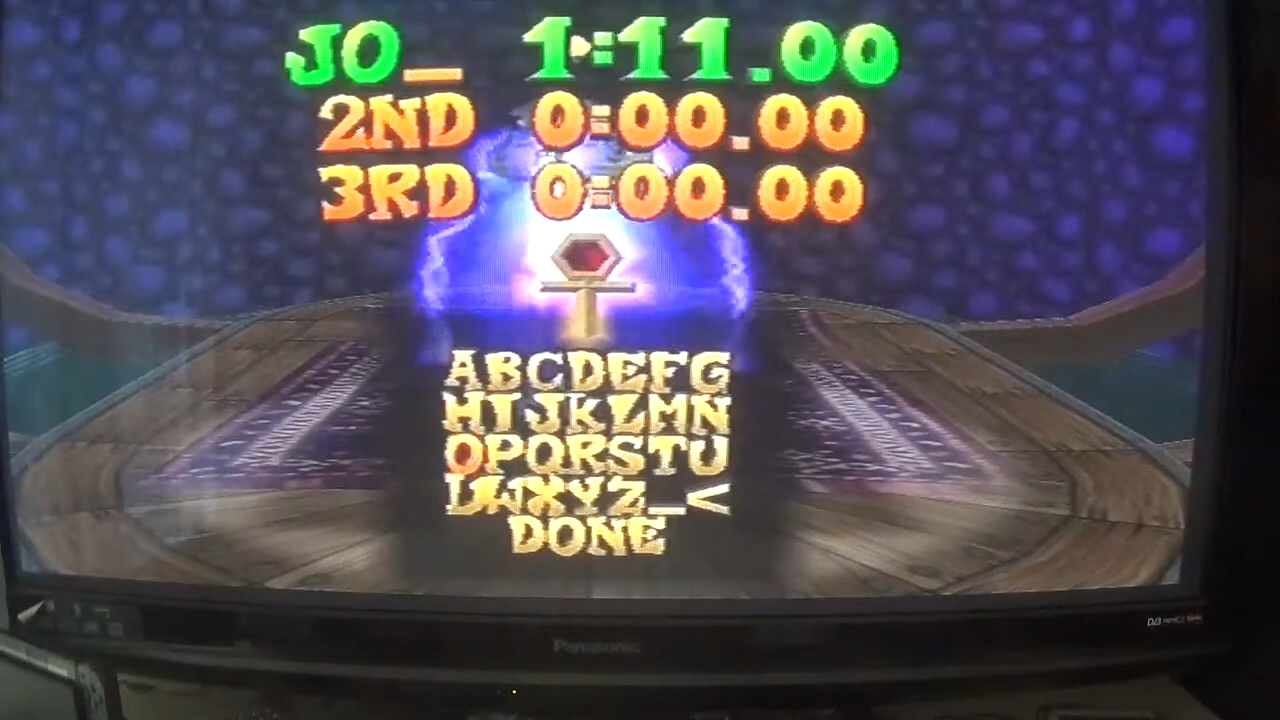 JO_ 1:11.00
2ND 0:00.00
3RD 0:00.00
ABCDEFG
HIJKLMN
OPQRSTU
VWXYZ_<
DONE
Panasonic